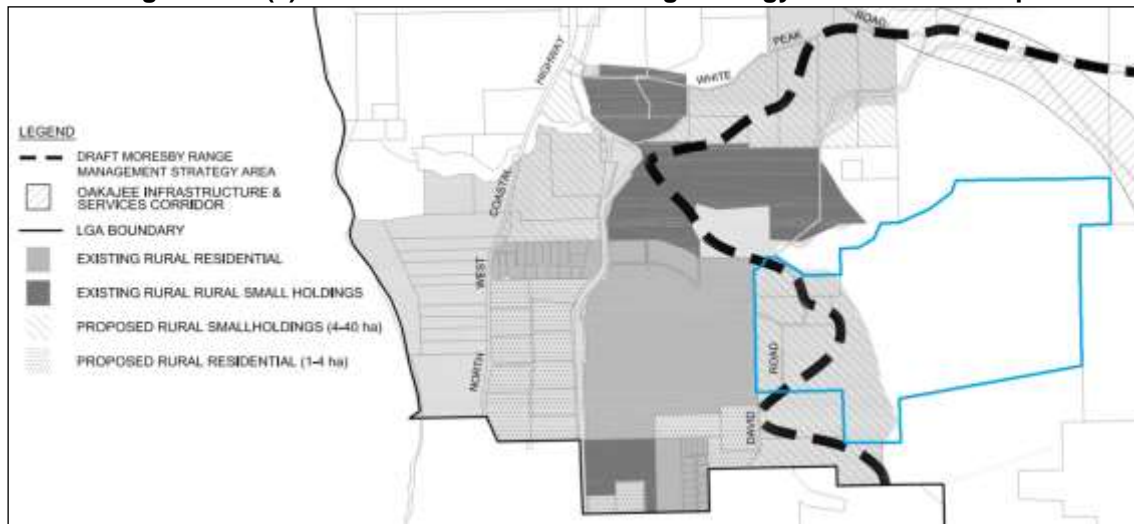 LEGEND
DRAFT MORESBY RANGE
MANAGEMENT STRATEGY AREA
OAKAJEE INFRASTRUCTURE &
SERVICES CORRIDOR
LGA BOUNDARY
EXISTING RURAL RESIDENTIAL
EXISTING RURAL RURAL SMALL HOLDINGS
PROPOSED RURAL SMALLHOLDINGS (4-40 ha)
PROPOSED RURAL RESIDENTIAL (1-4 ha)
NORTH WEST COASTAL HIGHWAY
WHITE PEAK ROAD
DAVID ROAD